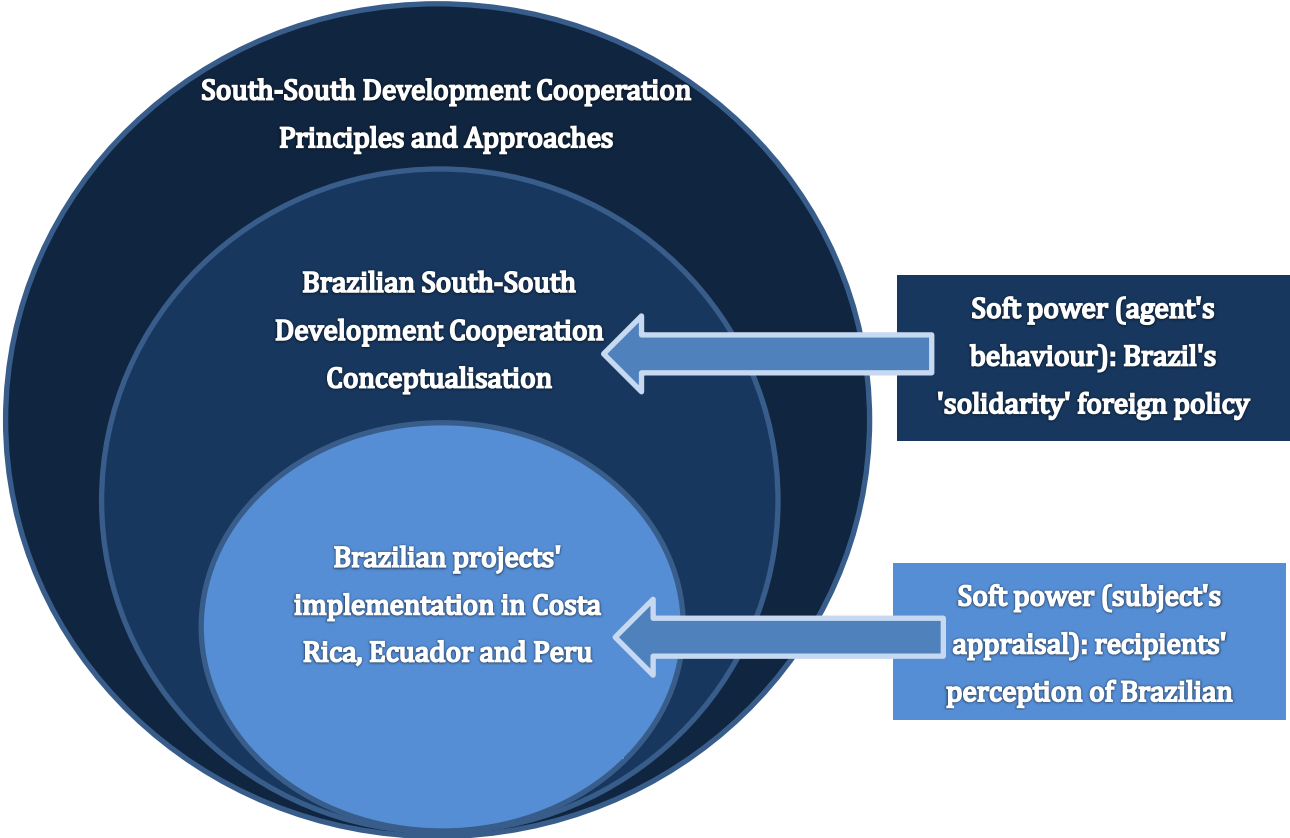 South-South Development Cooperation
Principles and Approaches
Brazilian South-South
Development Cooperation
Conceptualisation
Brazilian projects'
implementation in Costa
Rica, Ecuador and Peru
Soft power (agent's
behaviour): Brazil's
'solidarity' foreign policy
Soft power (subject's
appraisal): recipients'
perception of Brazilian